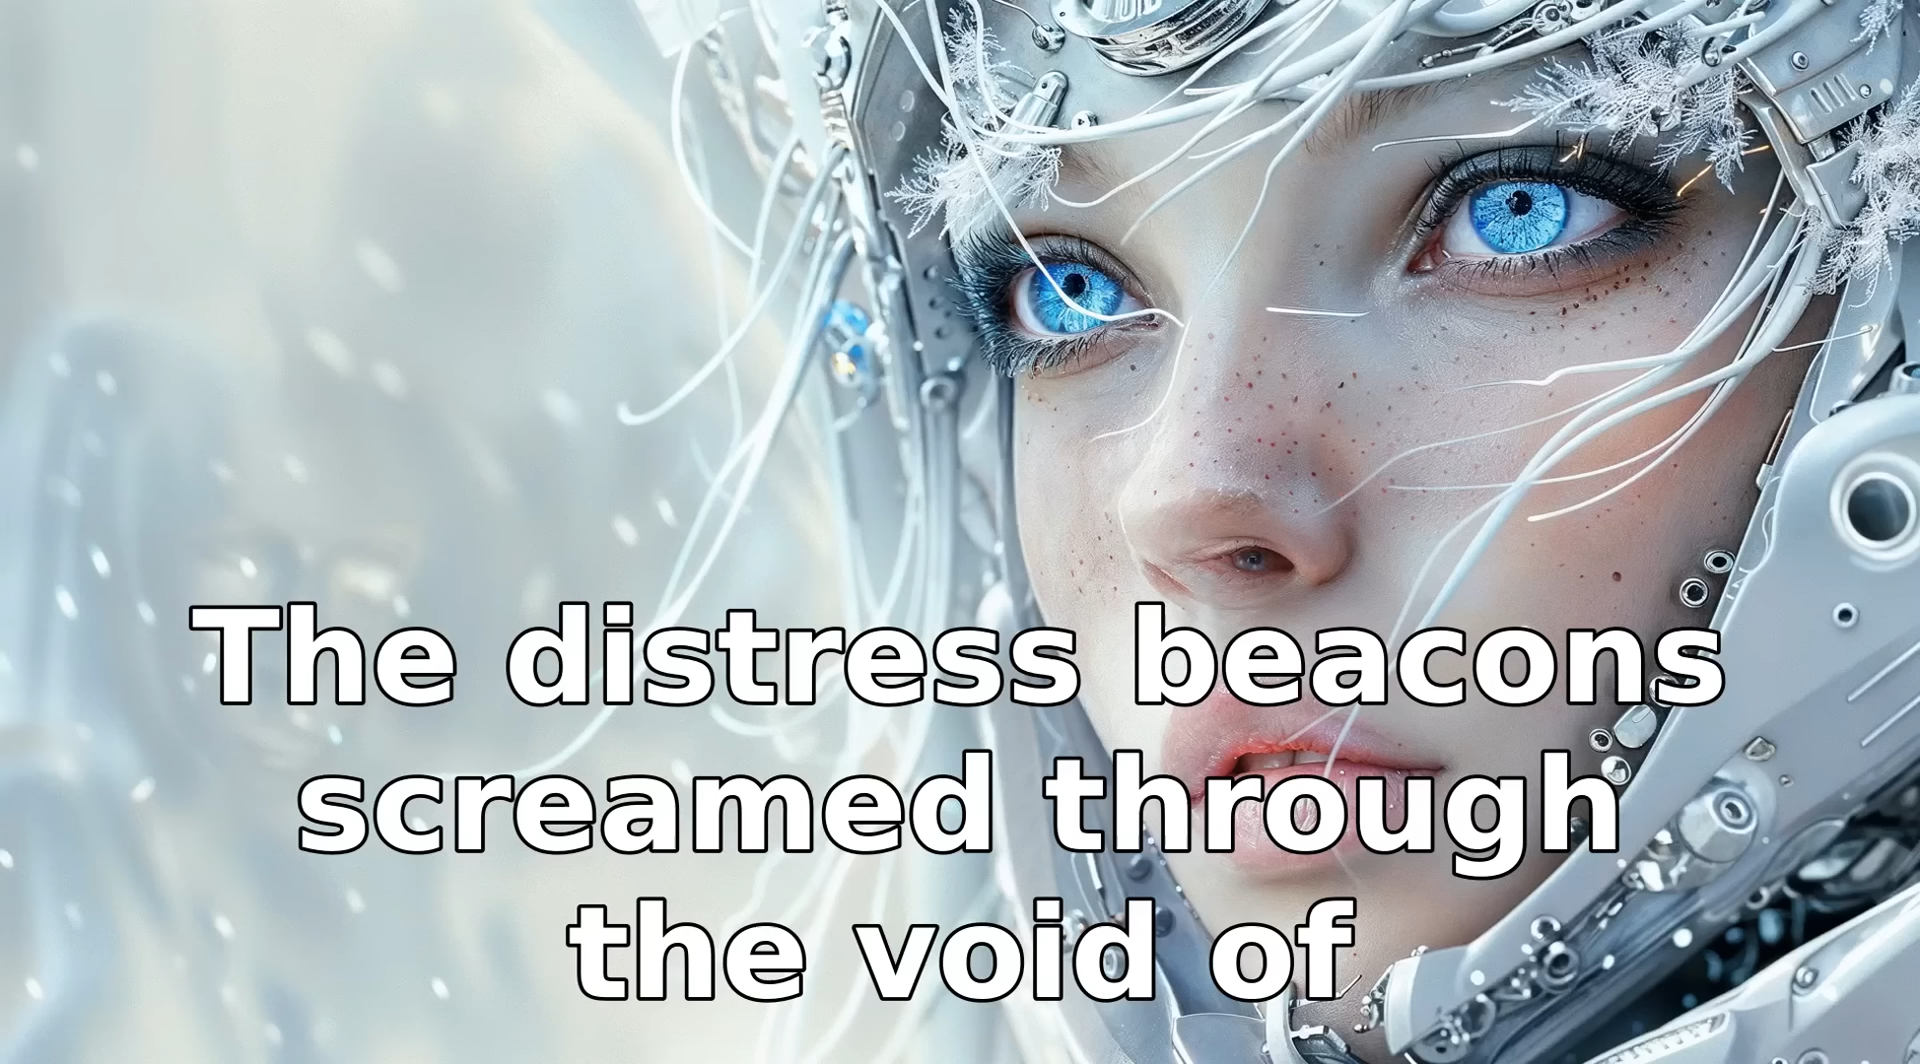 The distress beacons
screamed through
the void of